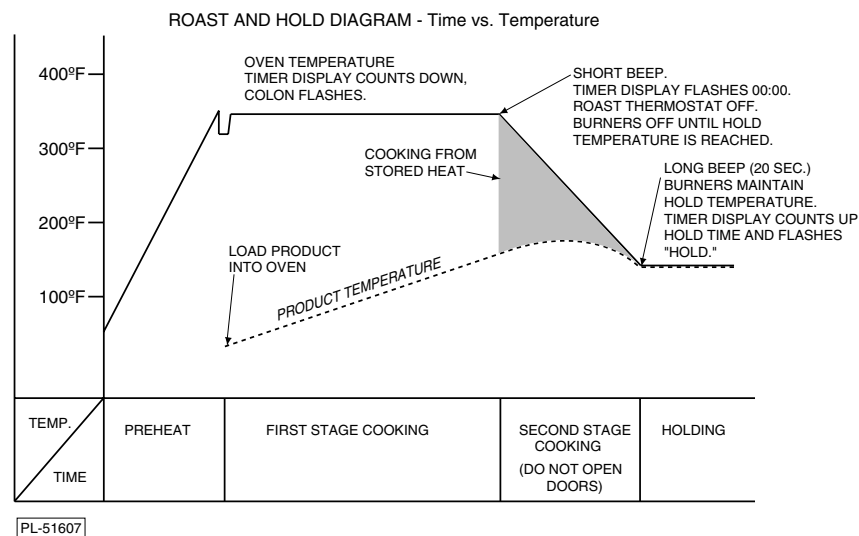 ROAST AND HOLD DIAGRAM - Time vs. Temperature
400ºF
300ºF
200ºF
100ºF
OVEN TEMPERATURE
TIMER DISPLAY COUNTS DOWN,
COLON FLASHES.
SHORT BEEP.
TIMER DISPLAY FLASHES 00:00.
ROAST THERMOSTAT OFF.
BURNERS OFF UNTIL HOLD
TEMPERATURE IS REACHED.
COOKING FROM
STORED HEAT
LONG BEEP (20 SEC.)
BURNERS MAINTAIN
HOLD TEMPERATURE.
TIMER DISPLAY COUNTS UP
HOLD TIME AND FLASHES
"HOLD."
LOAD PRODUCT
INTO OVEN
PRODUCT TEMPERATURE
TEMP.
TIME
PREHEAT
FIRST STAGE COOKING
SECOND STAGE
COOKING
(DO NOT OPEN
DOORS)
HOLDING
PL-51607